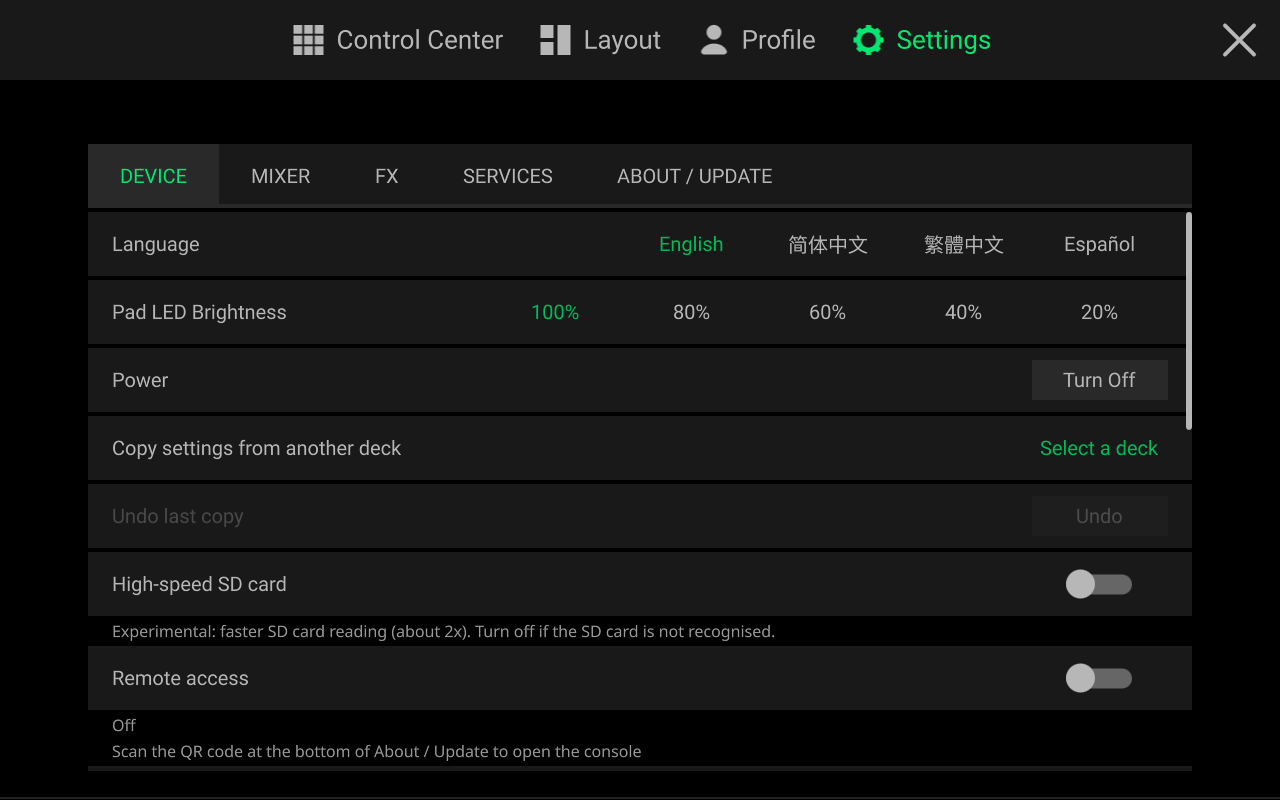 Control Center Layout Profile Settings
DEVICE MIXER FX SERVICES ABOUT / UPDATE
Language English 简体中文 繁體中文 Español
Pad LED Brightness 100% 80% 60% 40% 20%
Power Turn Off
Copy settings from another deck Select a deck
Undo last copy Undo
High-speed SD card
Experimental: faster SD card reading (about 2x). Turn off if the SD card is not recognised.
Remote access
Off
Scan the QR code at the bottom of About / Update to open the console